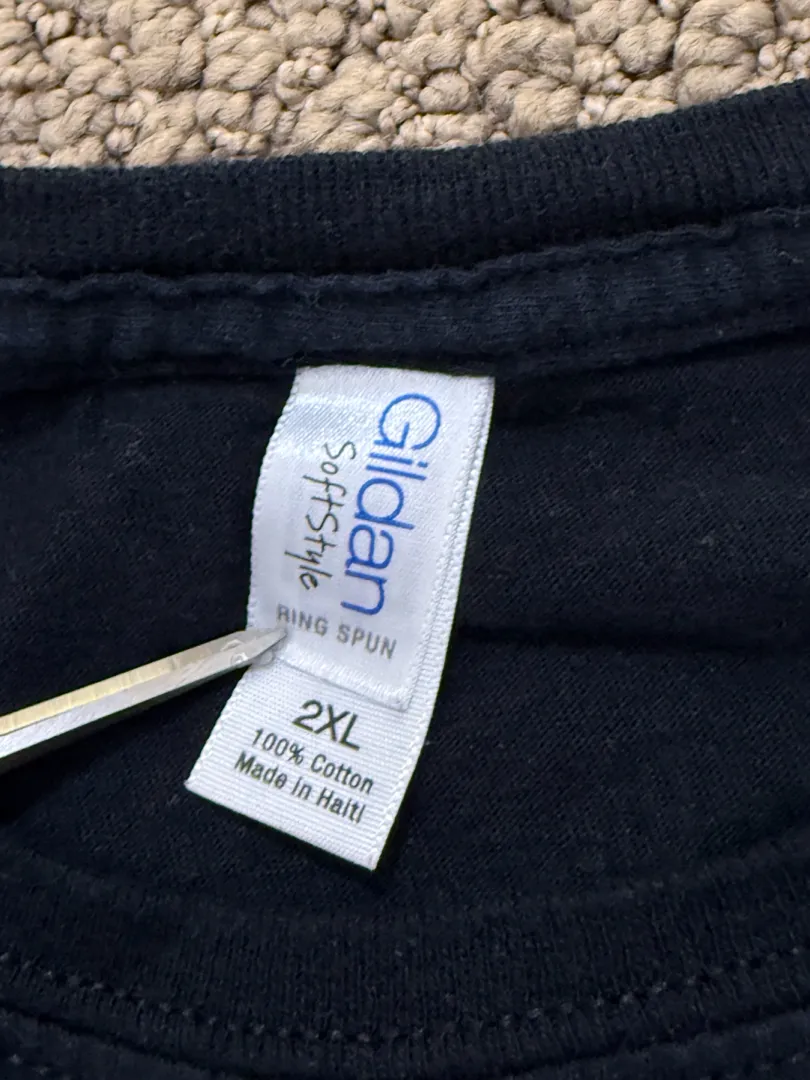 Gildan
SoftStyle
RING SPUN
2XL
100% Cotton
Made in Haiti